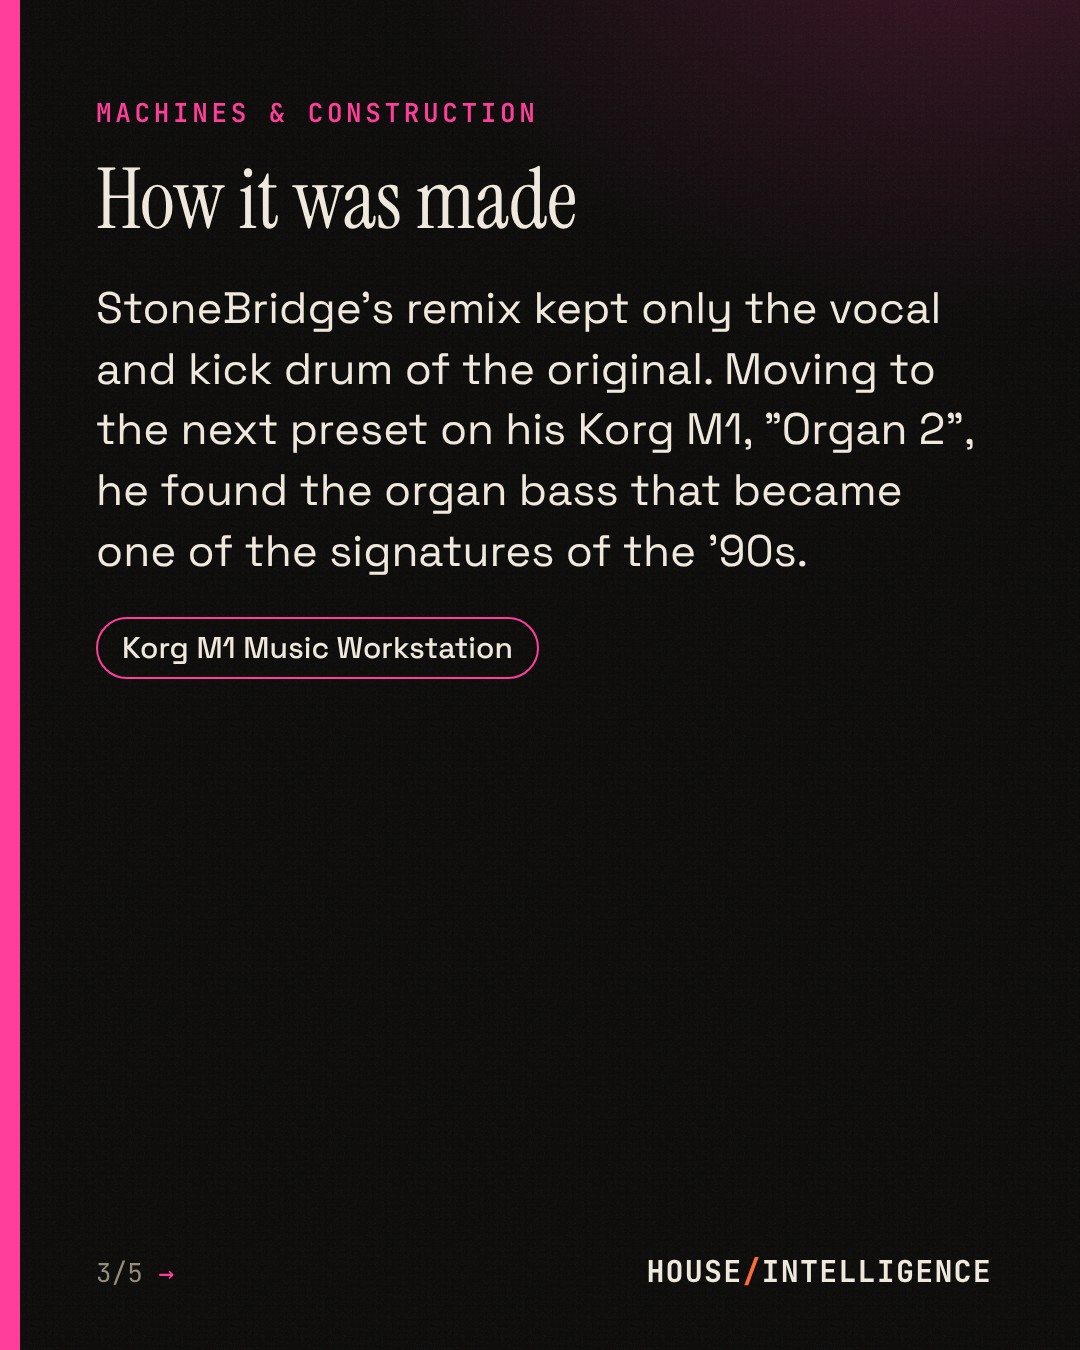 MACHINES & CONSTRUCTION
How it was made
StoneBridge’s remix kept only the vocal
and kick drum of the original. Moving to
the next preset on his Korg M1, ”Organ 2”,
he found the organ bass that became
one of the signatures of the ’90s.
Korg M1 Music Workstation
3/5 →
HOUSE/INTELLIGENCE